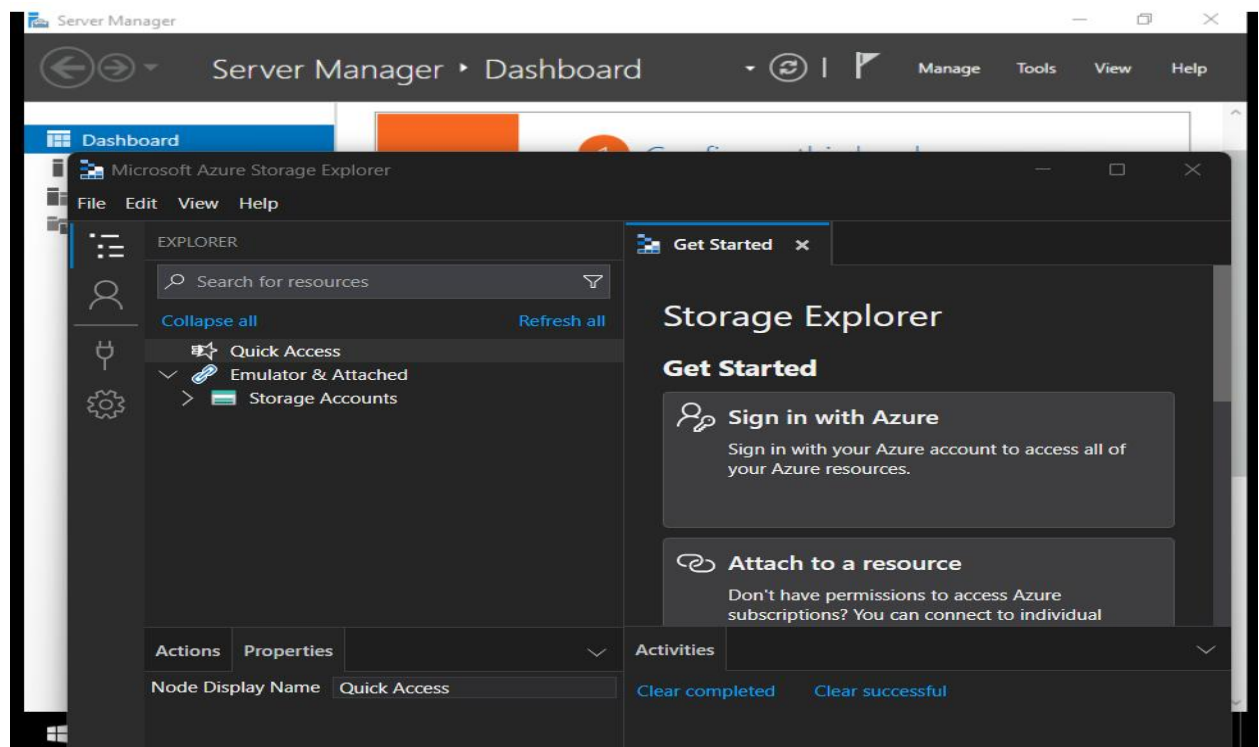 Server Manager
Server Manager ‣ Dashboard
Manage Tools View Help
Dashboard
Microsoft Azure Storage Explorer
File Edit View Help
EXPLORER
Search for resources
Collapse all Refresh all
Quick Access
Emulator & Attached
Storage Accounts
Get Started
Storage Explorer
Get Started
Sign in with Azure
Sign in with your Azure account to access all of
your Azure resources.
Attach to a resource
Don't have permissions to access Azure
subscriptions? You can connect to individual
Actions Properties
Node Display Name Quick Access
Activities
Clear completed Clear successful